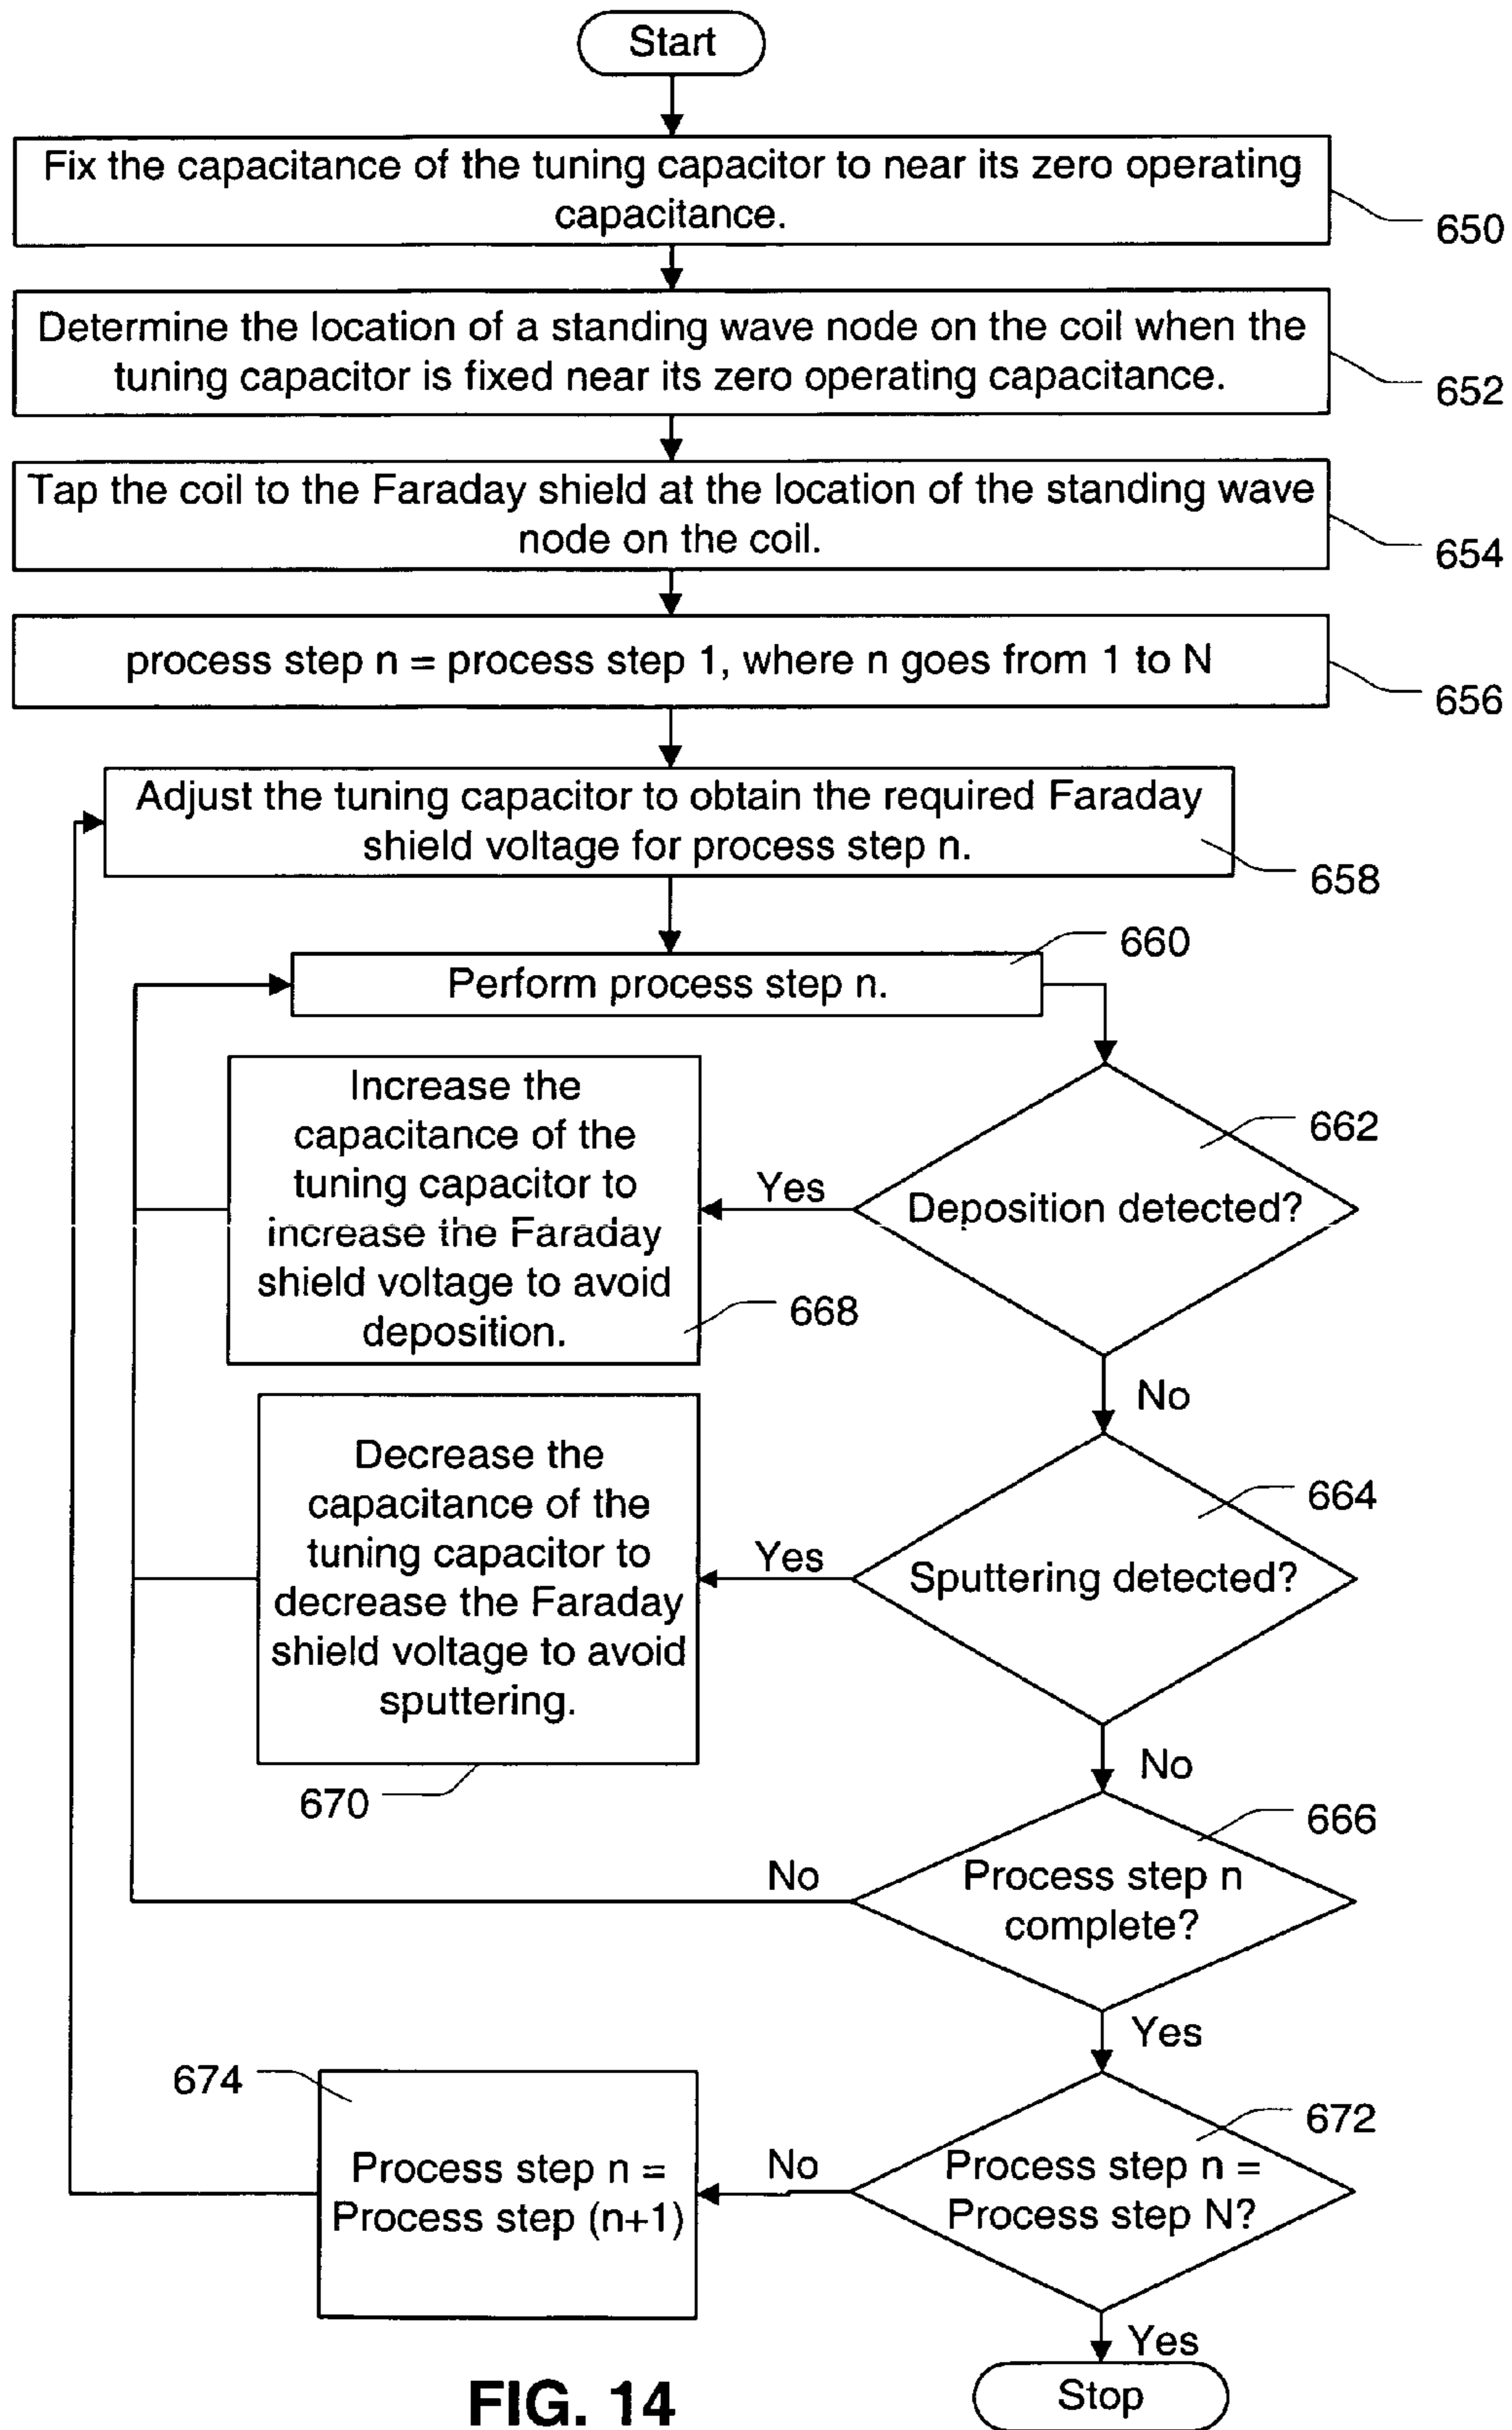 Start
Fix the capacitance of the tuning capacitor to near its zero operating
capacitance.
650
Determine the location of a standing wave node on the coil when the
tuning capacitor is fixed near its zero operating capacitance.
652
Tap the coil to the Faraday shield at the location of the standing wave
node on the coil.
654
process step n = process step 1, where n goes from 1 to N
656
Adjust the tuning capacitor to obtain the required Faraday
shield voltage for process step n.
658
660
Perform process step n.
662
Deposition detected?
Yes
Increase the
capacitance of the
tuning capacitor to
increase the Faraday
shield voltage to avoid
deposition.
668
No
664
Sputtering detected?
Yes
Decrease the
capacitance of the
tuning capacitor to
decrease the Faraday
shield voltage to avoid
sputtering.
670
No
666
Process step n
complete?
No
Yes
672
Process step n =
Process step N?
No
674
Process step n =
Process step (n+1)
Yes
Stop
FIG. 14